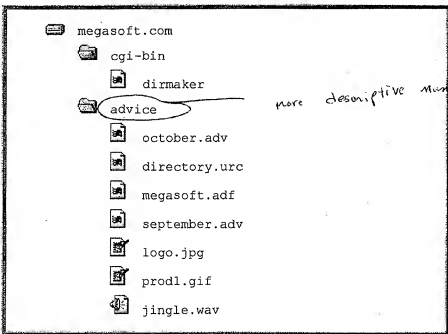 megasoft.com
cgi-bin
dirmaker
advice more descriptive
october.adv
directory.urc
megasoft.adf
september.adv
logo.jpg
prod1.gif
jingle.wav